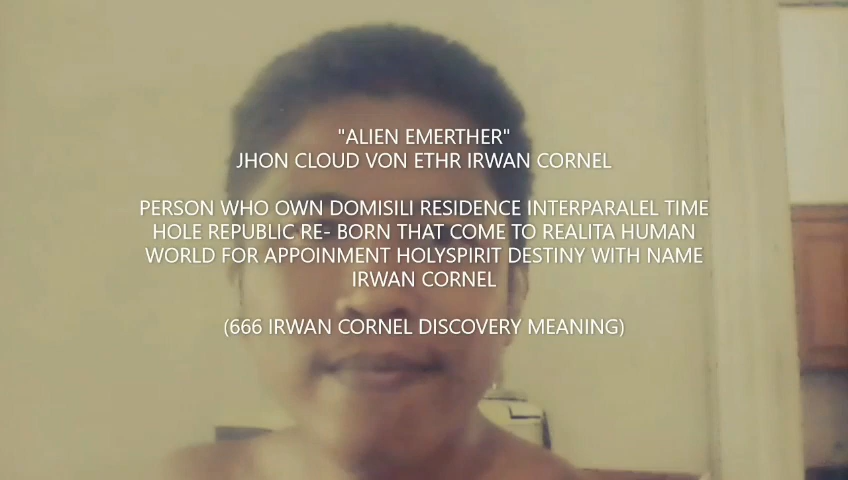 "ALIEN EMERTHER"
JHON CLOUD VON ETHR IRWAN CORNEL
PERSON WHO OWN DOMISILI RESIDENCE INTERPARALEL TIME
HOLE REPUBLIC RE- BORN THAT COME TO REALITA HUMAN
WORLD FOR APPOINMENT HOLYSPIRIT DESTINY WITH NAME
IRWAN CORNEL
(666 IRWAN CORNEL DISCOVERY MEANING)